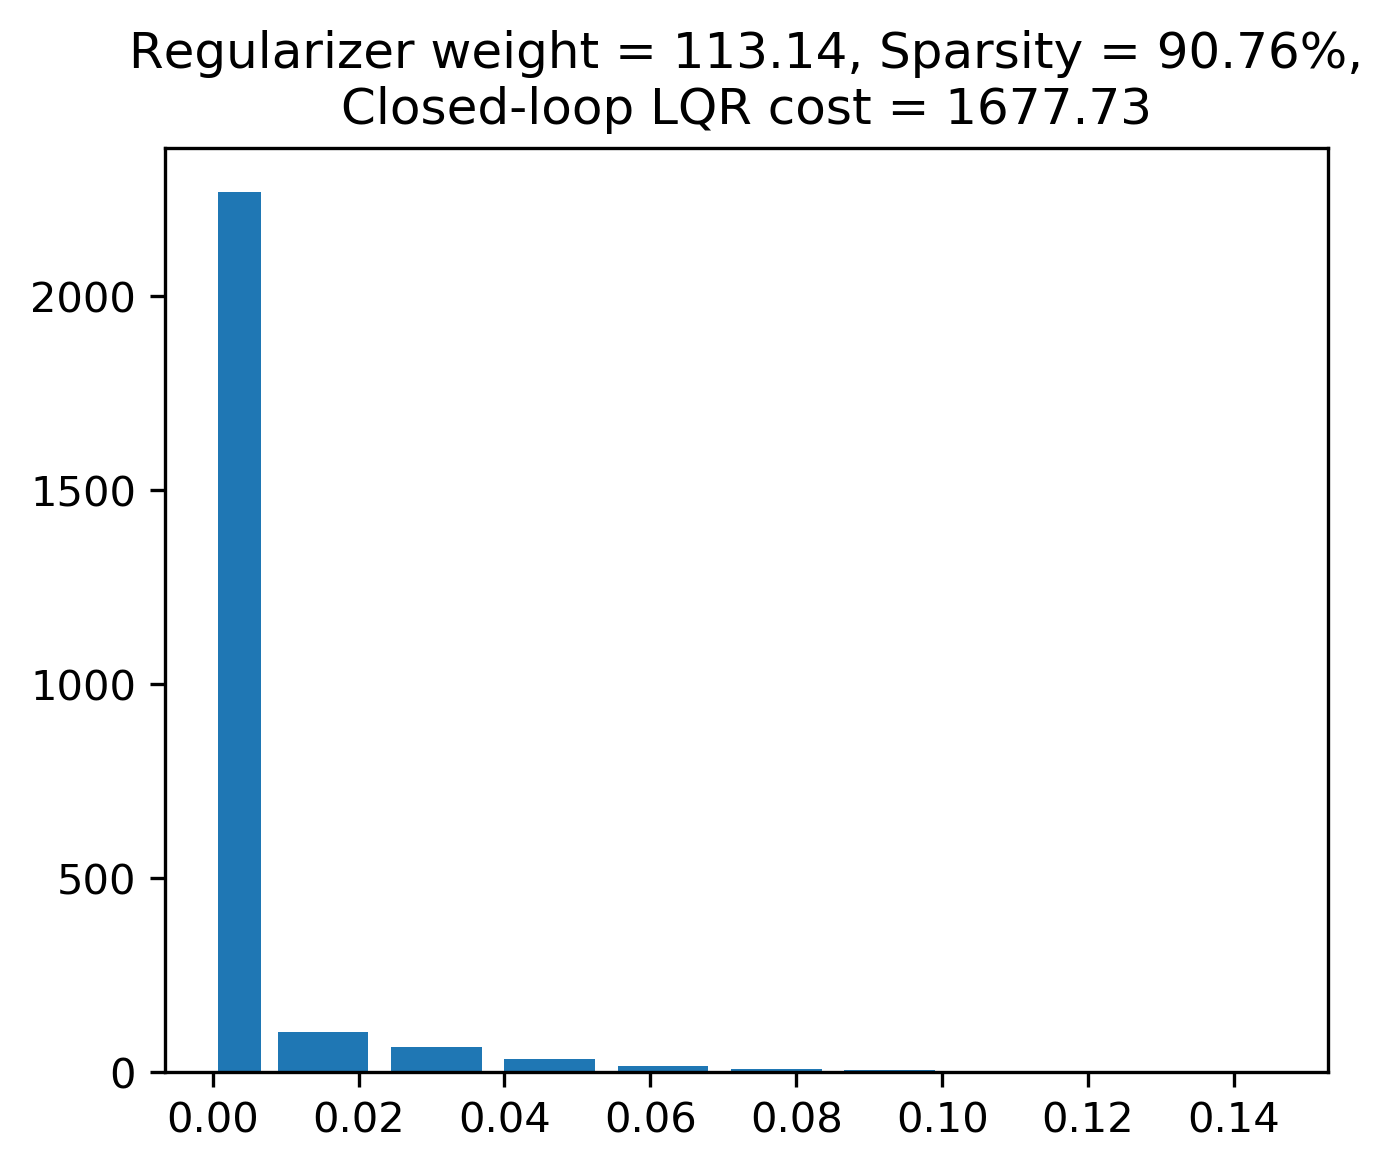 Regularizer weight = 113.14, Sparsity = 90.76%,
Closed-loop LQR cost = 1677.73
2000
1500
1000
500
0
0.00 0.02 0.04 0.06 0.08 0.10 0.12 0.14